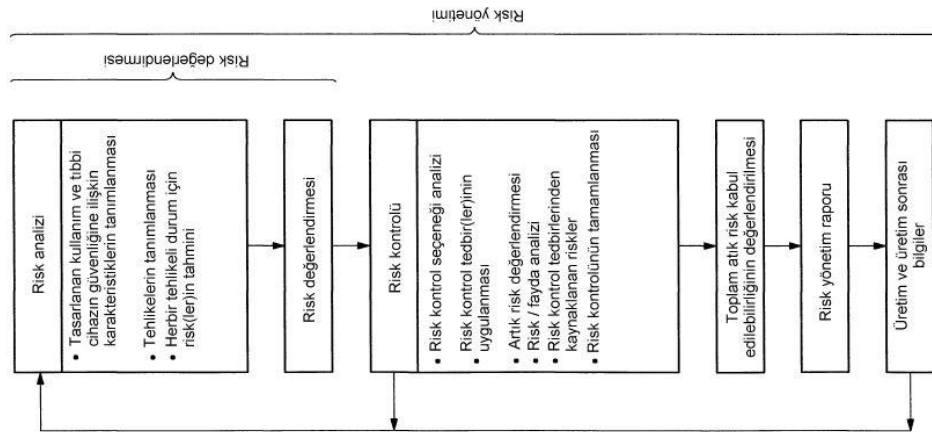 Risk analizi
• Tasarlanan kullanım ve tıbbi
cihazın güvenliğine ilişkin
karakteristiklerin tanımlanması
• Tehlikelerin tanımlanması
• Herbir tehlikeli durum için
risk(ler)in tahmini
Risk değerlendirmesi
Risk kontrolü
• Risk kontrol seçeneği analizi
• Risk kontrol tedbir(ler)inin
uygulanması
• Artık risk değerlendirmesi
• Risk / fayda analizi
• Risk kontrol tedbirlerinden
kaynaklanan riskler
• Risk kontrolünün tamamlanması
Toplam atık risk kabul
edilebilirliğinin değerlendirilmesi
Risk yönetim raporu
Üretim ve üretim sonrası
bilgiler
Risk değerlendirmesi
Risk yönetimi